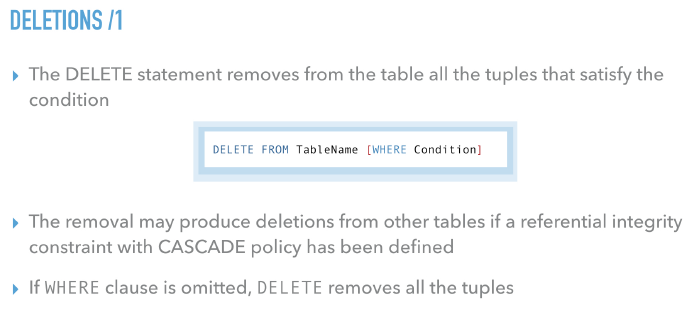 DELETIONS /1
▸ The DELETE statement removes from the table all the tuples that satisfy the
condition
DELETE FROM TableName [WHERE Condition]
▸ The removal may produce deletions from other tables if a referential integrity
constraint with CASCADE policy has been defined
▸ If WHERE clause is omitted, DELETE removes all the tuples